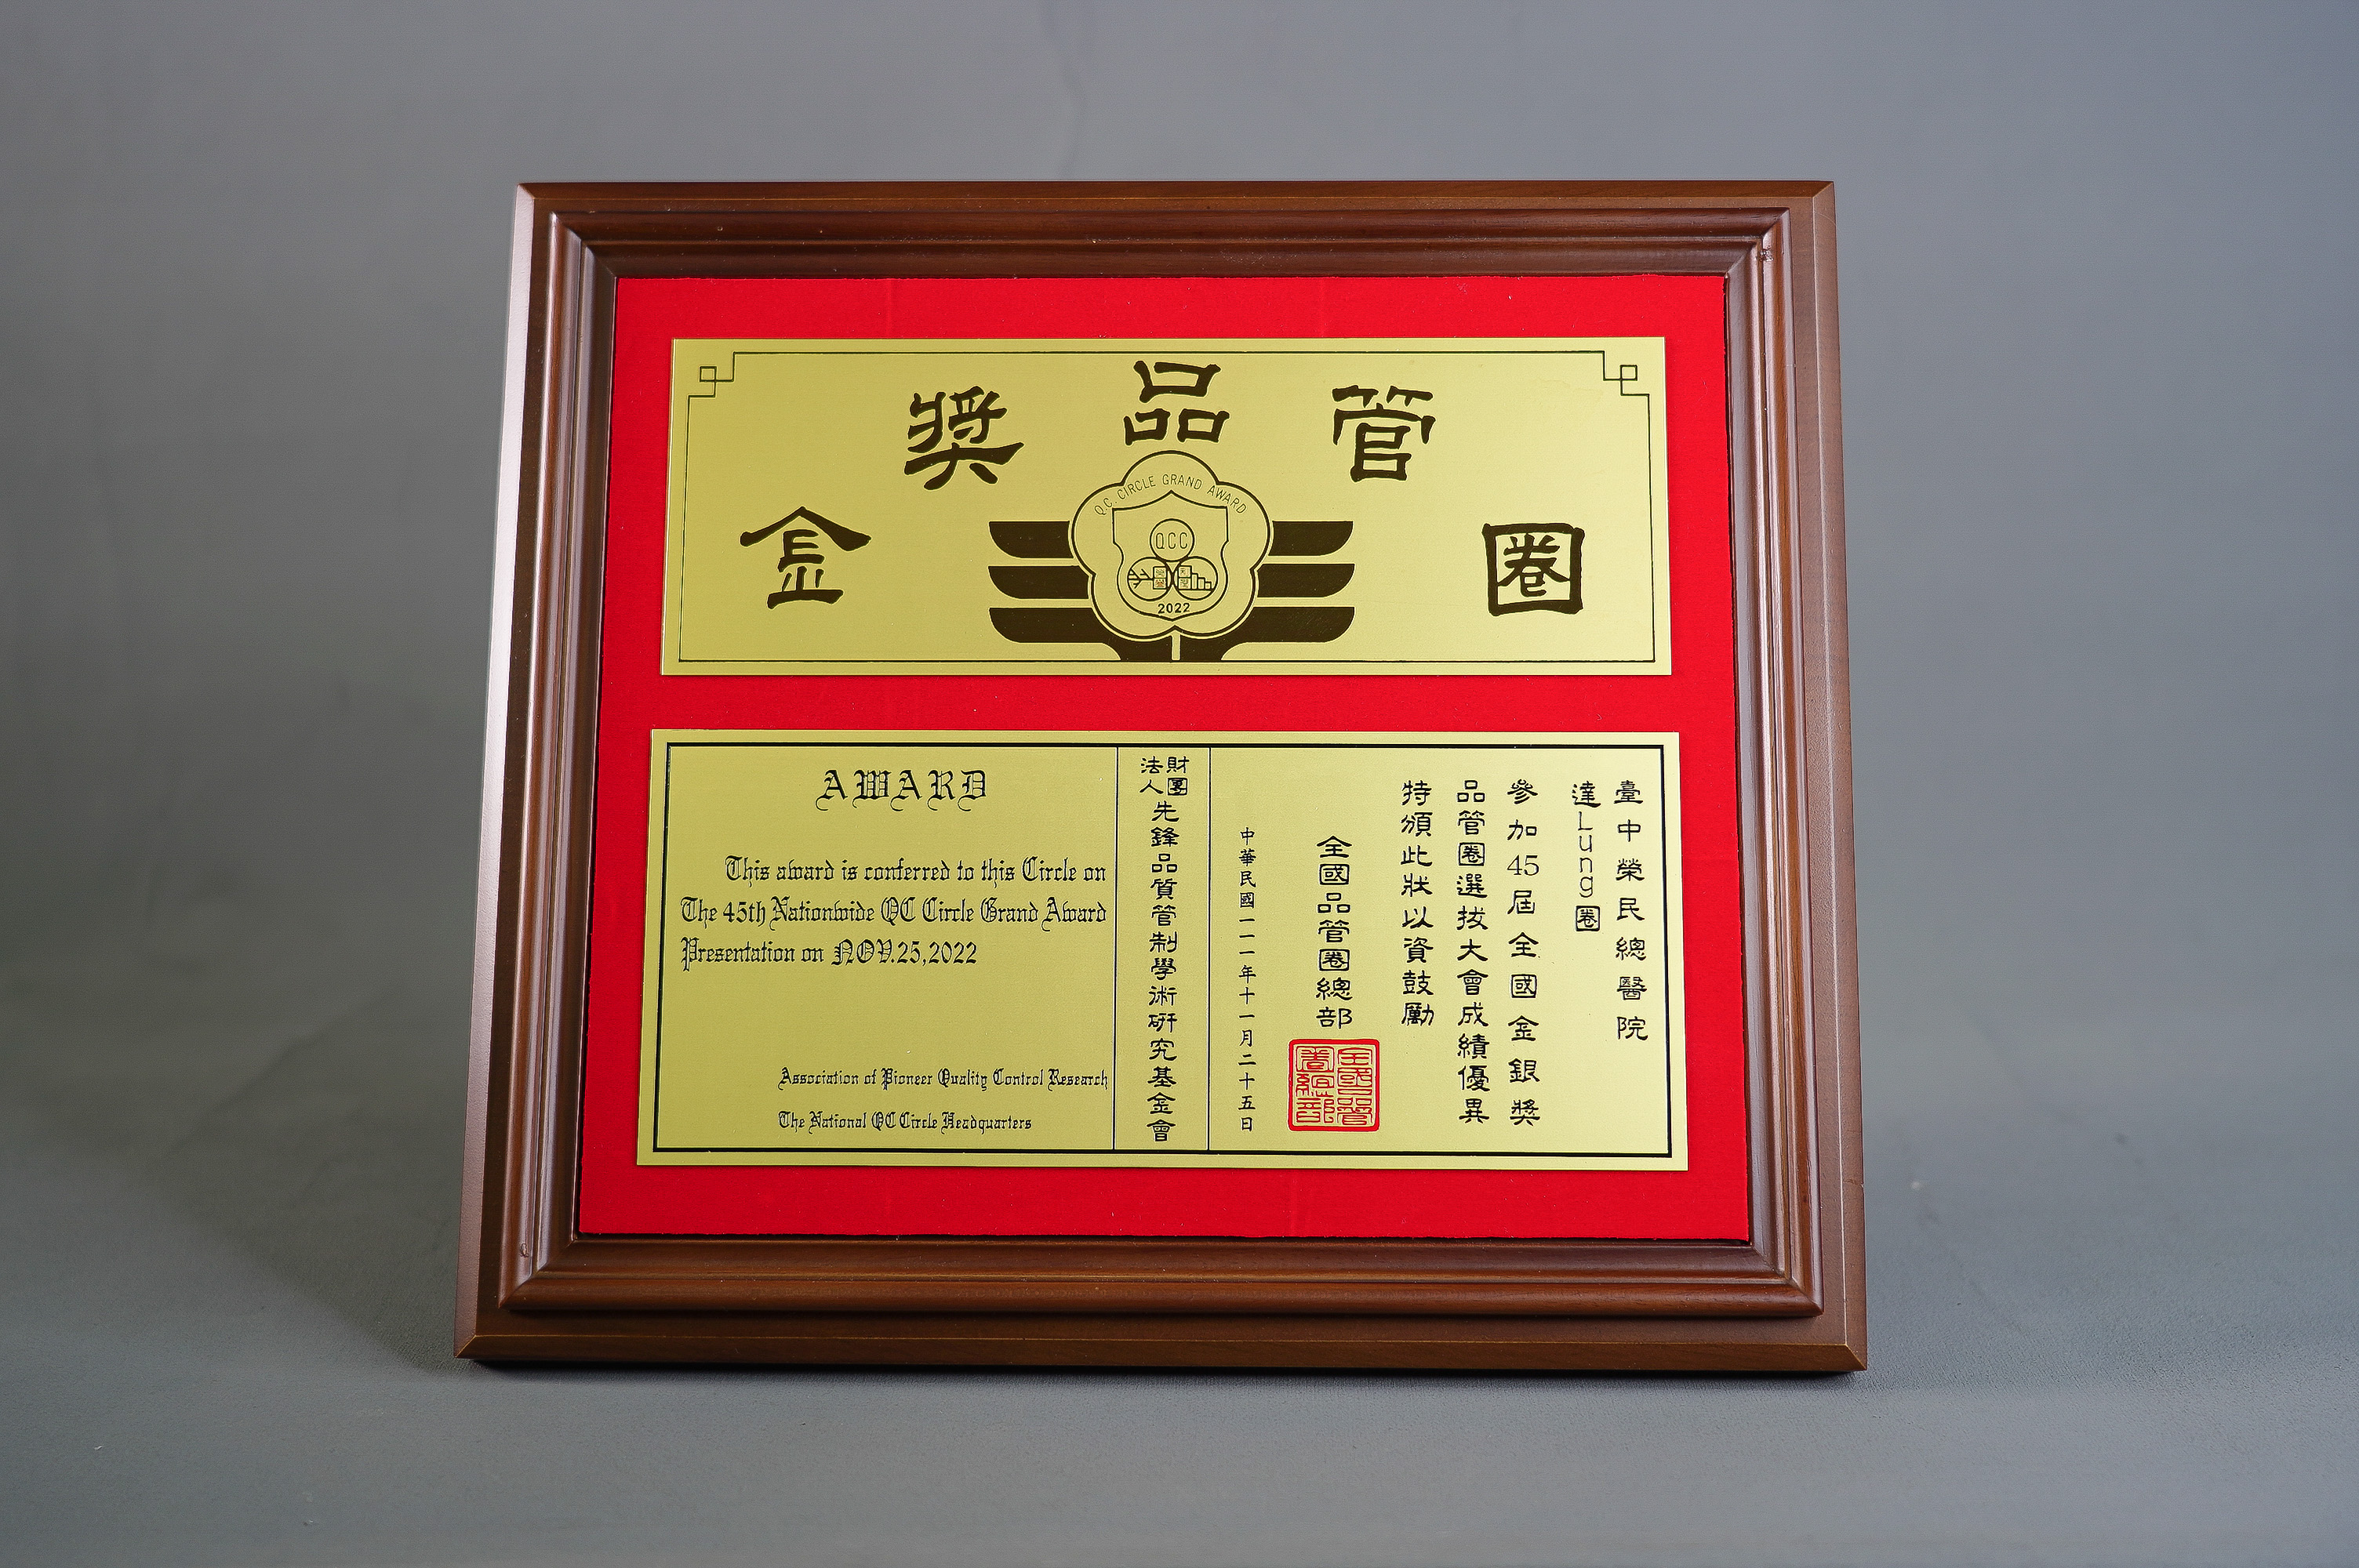 金獎品管圈
Q.C. CIRCLE GRAND AWARD
QCC
2022
AWARD
This award is conferred to this Circle on
The 45th Nationwide QC Circle Grand Award
Presentation on NOV.25,2022
Association of Pioneer Quality Control Research
The National QC Circle Headquarters
財團法人先鋒品質管制學術研究基金會
臺中榮民總醫院
達Lung圈
參加45屆全國金銀獎
品管圈選拔大會成績優異
特頒此狀以資鼓勵
全國品管圈總部
中華民國一一一年十一月二十五日